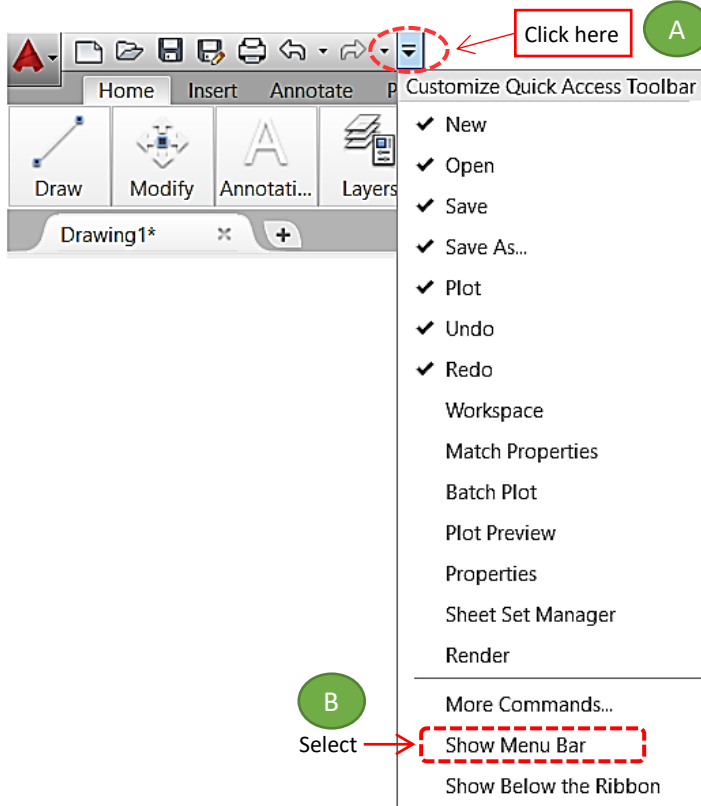 Click here
A
Home Insert Annotate P
Customize Quick Access Toolbar
Draw Modify Annotati... Layers
Drawing1*
New
Open
Save
Save As...
Plot
Undo
Redo
Workspace
Match Properties
Batch Plot
Plot Preview
Properties
Sheet Set Manager
Render
More Commands...
B
Select
Show Menu Bar
Show Below the Ribbon